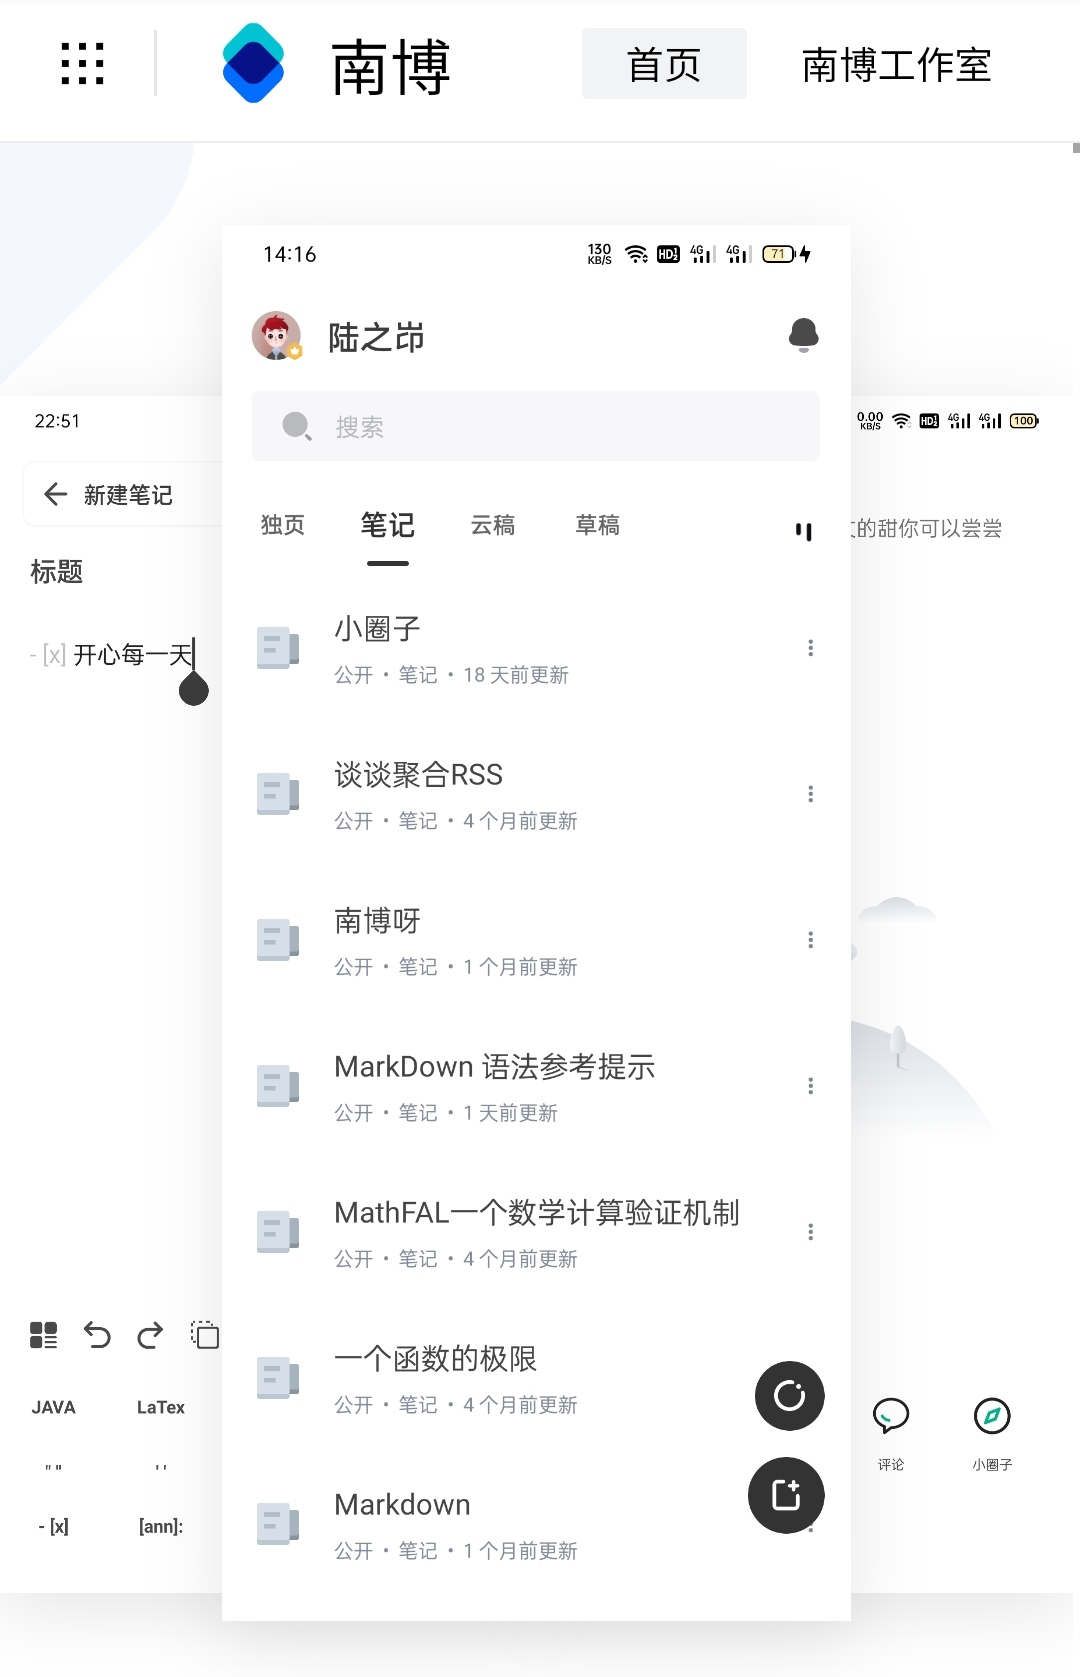 南博
首页
南博工作室
14:16
130
KB/S
HD
4G
4G
71
陆之峁
搜索
独页
笔记
云稿
草稿
小圈子
公开 · 笔记 · 18 天前更新
谈谈聚合RSS
公开 · 笔记 · 4 个月前更新
南博呀
公开 · 笔记 · 1 个月前更新
MarkDown 语法参考提示
公开 · 笔记 · 1 天前更新
MathFAL一个数学计算验证机制
公开 · 笔记 · 4 个月前更新
一个函数的极限
公开 · 笔记 · 4 个月前更新
Markdown
公开 · 笔记 · 1 个月前更新
22:51
新建笔记
标题
- [x] 开心每一天
JAVA
LaTex
" "
' '
- [x]
[ann]:
0.00
KB/S
HD
4G
4G
100
的甜你可以尝尝
评论
小圈子